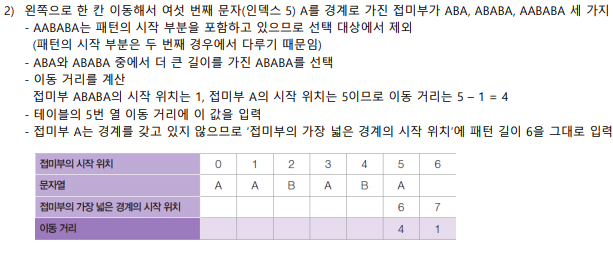 2) 왼쪽으로 한 칸 이동해서 여섯 번째 문자(인덱스 5) A를 경계로 가진 접미부가 ABA, ABABA, AABABA 세 가지
- AABABA는 패턴의 시작 부분을 포함하고 있으므로 선택 대상에서 제외
(패턴의 시작 부분은 두 번째 경우에서 다루기 때문임)
- ABA와 ABABA 중에서 더 큰 길이를 가진 ABABA를 선택
- 이동 거리를 계산
접미부 ABABA의 시작 위치는 1, 접미부 A의 시작 위치는 5이므로 이동 거리는 5 – 1 = 4
- 테이블의 5번 열 이동 거리에 이 값을 입력
- 접미부 A는 경계를 갖고 있지 않으므로 ‘접미부의 가장 넓은 경계의 시작 위치’에 패턴 길이 6을 그대로 입력
접미부의 시작 위치 0 1 2 3 4 5 6
문자열 A A B A B A
접미부의 가장 넓은 경계의 시작 위치 6 7
이동 거리 4 1